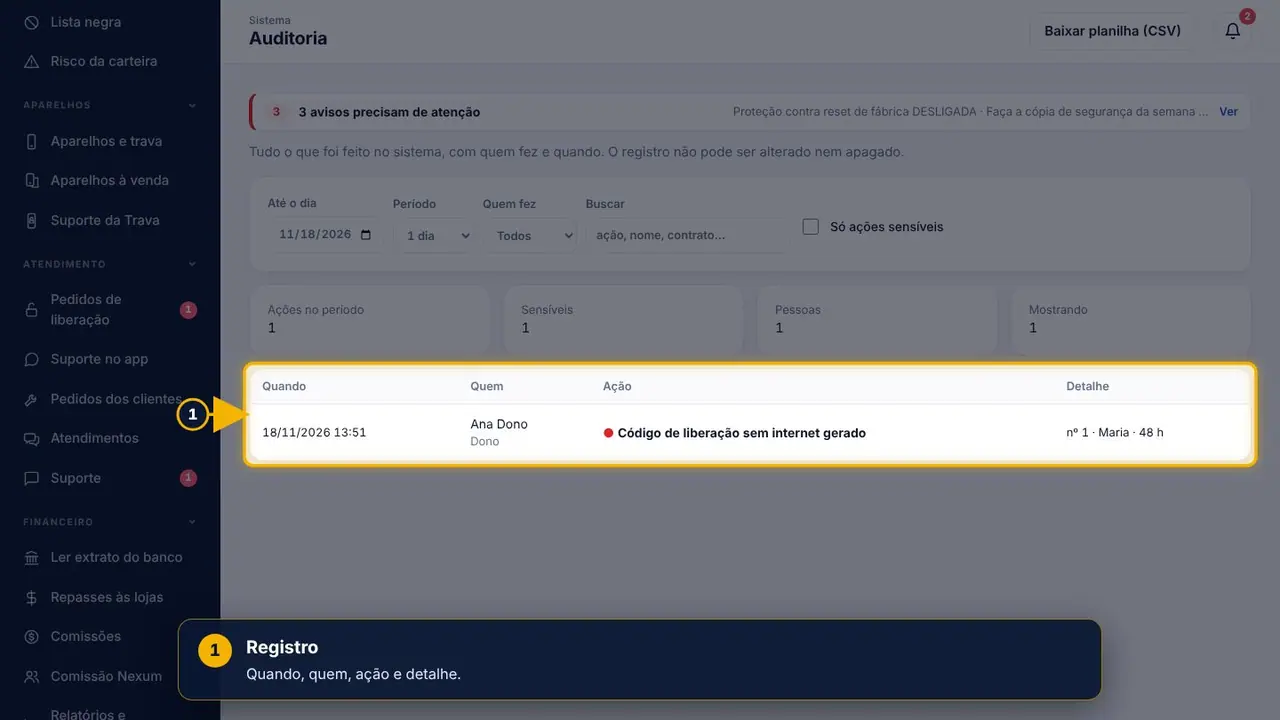 Lista negra
Risco da carteira
APARELHOS
Aparelhos e trava
Aparelhos à venda
Suporte da Trava
ATENDIMENTO
Pedidos de
liberação
1
Suporte no app
Pedidos dos clientes
Atendimentos
Suporte
1
FINANCEIRO
Ler extrato do banco
Repasses às lojas
Comissões
Comissão Nexum
Relatórios e
Sistema
Auditoria
Baixar planilha (CSV)
2
3
3 avisos precisam de atenção
Proteção contra reset de fábrica DESLIGADA · Faça a cópia de segurança da semana ...
Ver
Tudo o que foi feito no sistema, com quem fez e quando. O registro não pode ser alterado nem apagado.
Até o dia
Período
Quem fez
Buscar
11/18/2026
1 dia
Todos
ação, nome, contrato...
Só ações sensíveis
Ações no período
1
Sensíveis
1
Pessoas
1
Mostrando
1
Quando
Quem
Ação
Detalhe
1
18/11/2026 13:51
Ana Dono
Dono
Código de liberação sem internet gerado
nº 1 · Maria · 48 h
1
Registro
Quando, quem, ação e detalhe.